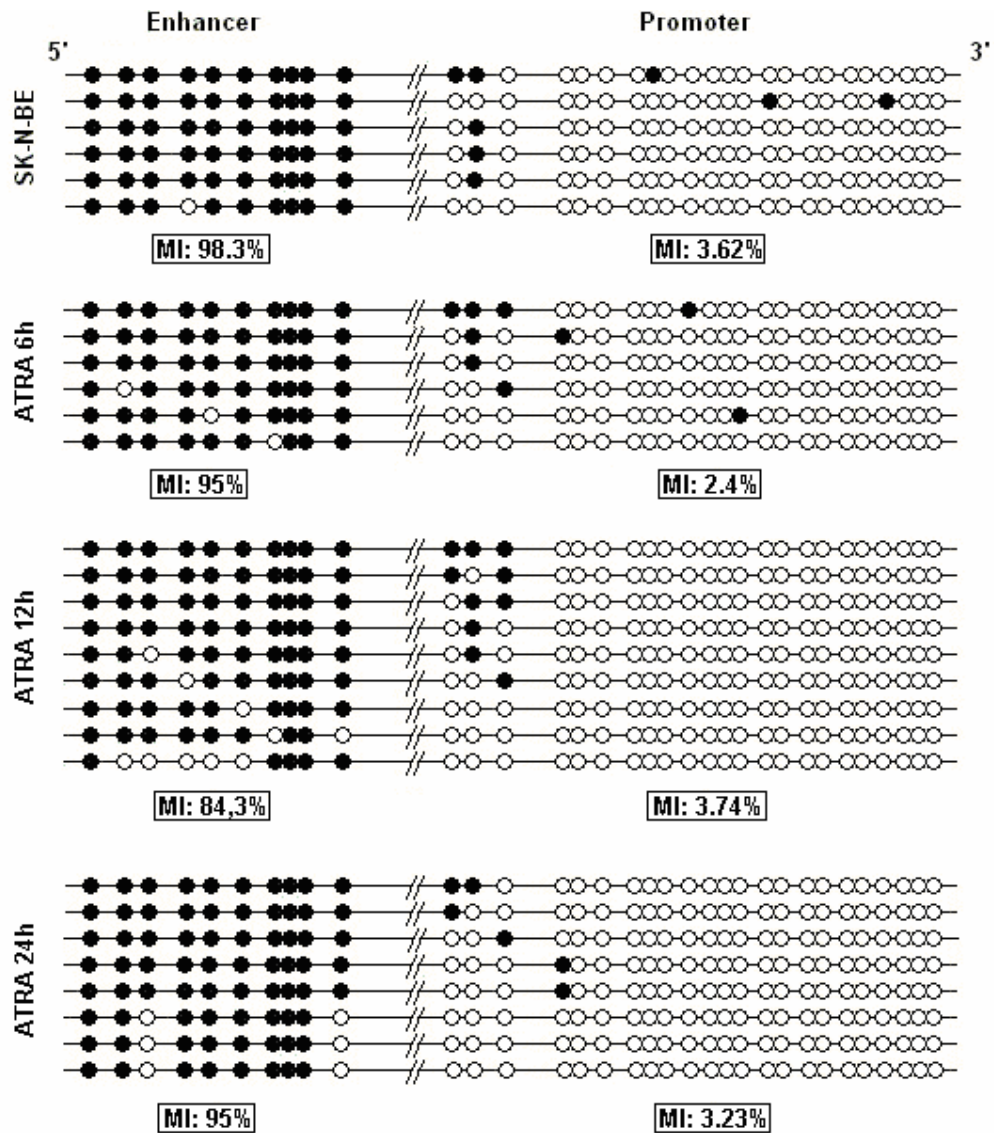 Enhancer Promoter
5' 3'
SK-N-BE
MI: 98.3% MI: 3.62%
ATRA 6h
MI: 95% MI: 2.4%
ATRA 12h
MI: 84,3% MI: 3.74%
ATRA 24h
MI: 95% MI: 3.23%